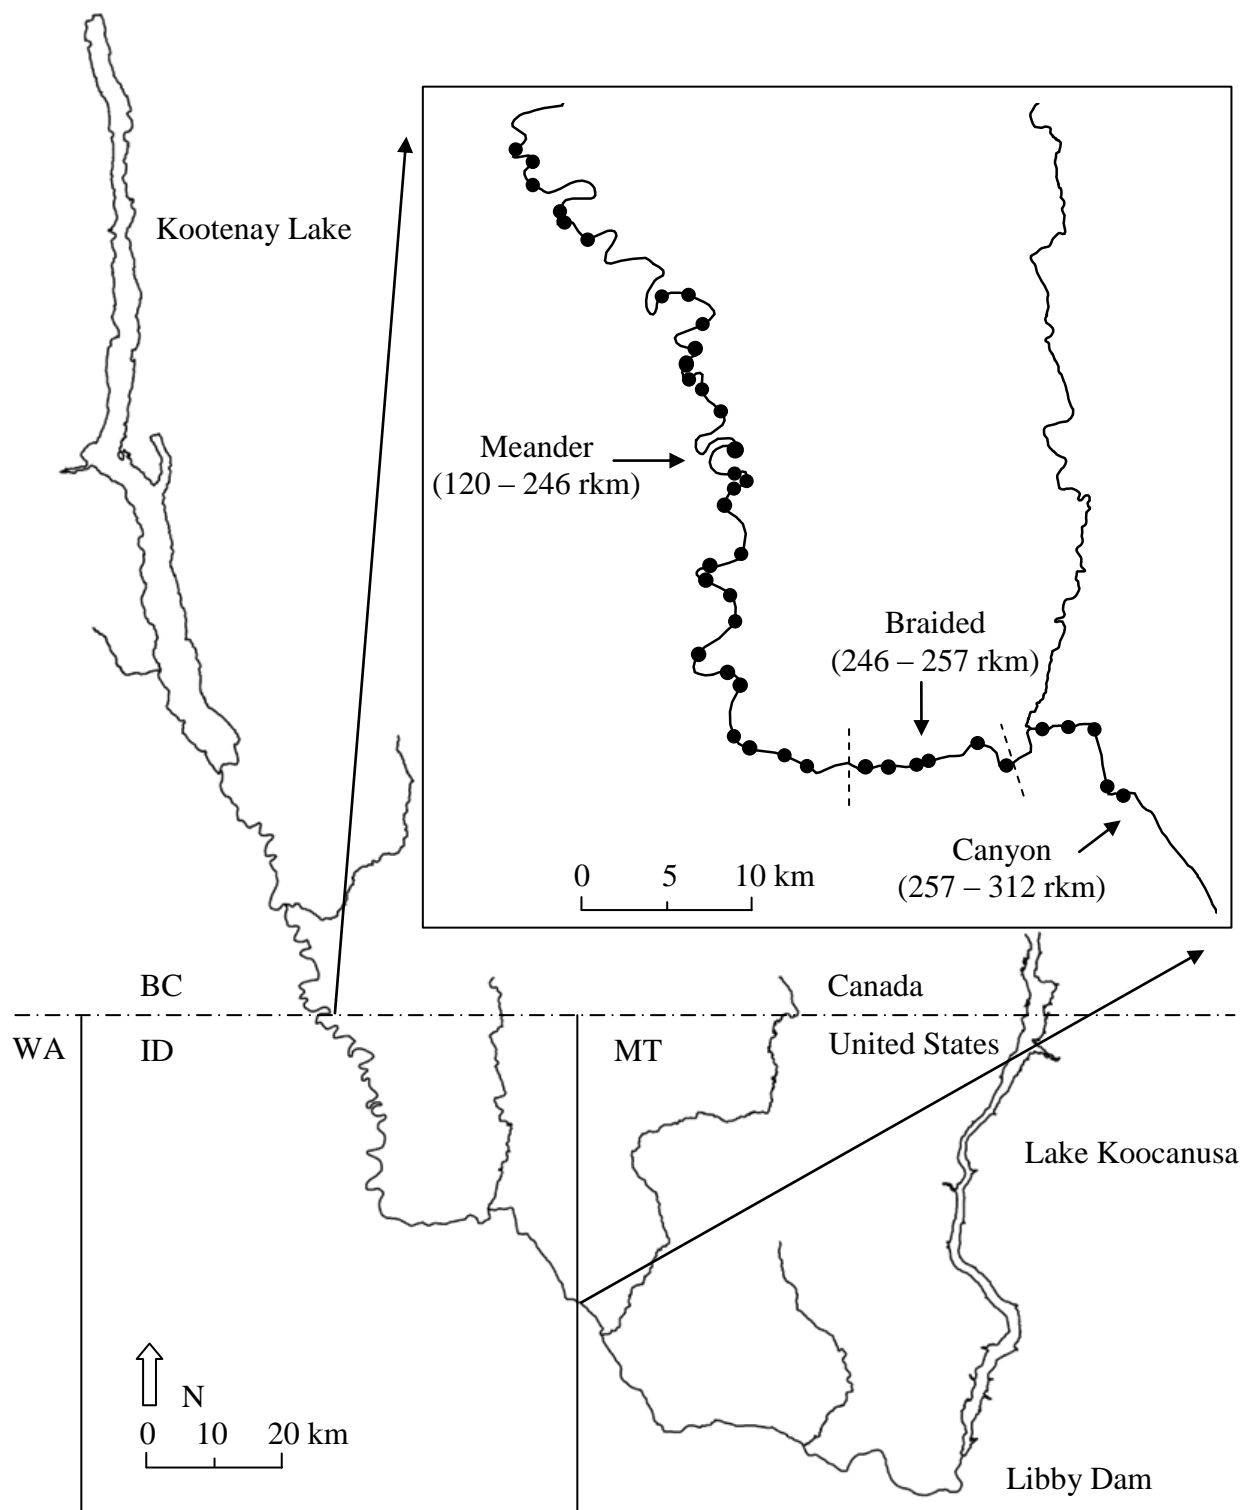 Kootenay Lake
Meander
(120 – 246 rkm)
Braided
(246 – 257 rkm)
Canyon
(257 – 312 rkm)
0 5 10 km
BC
Canada
WA
ID
MT
United States
Lake Koocanusa
N
0 10 20 km
Libby Dam